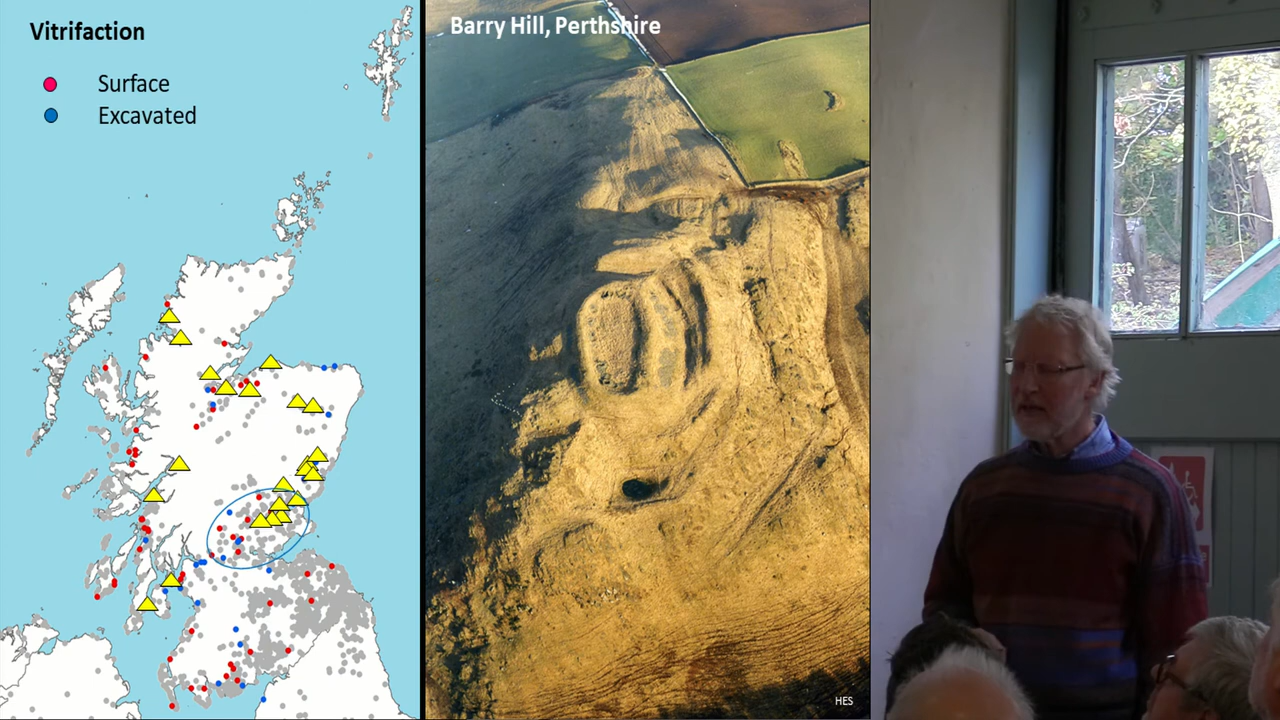 Vitrifaction
Surface
Excavated
Barry Hill, Perthshire
HES